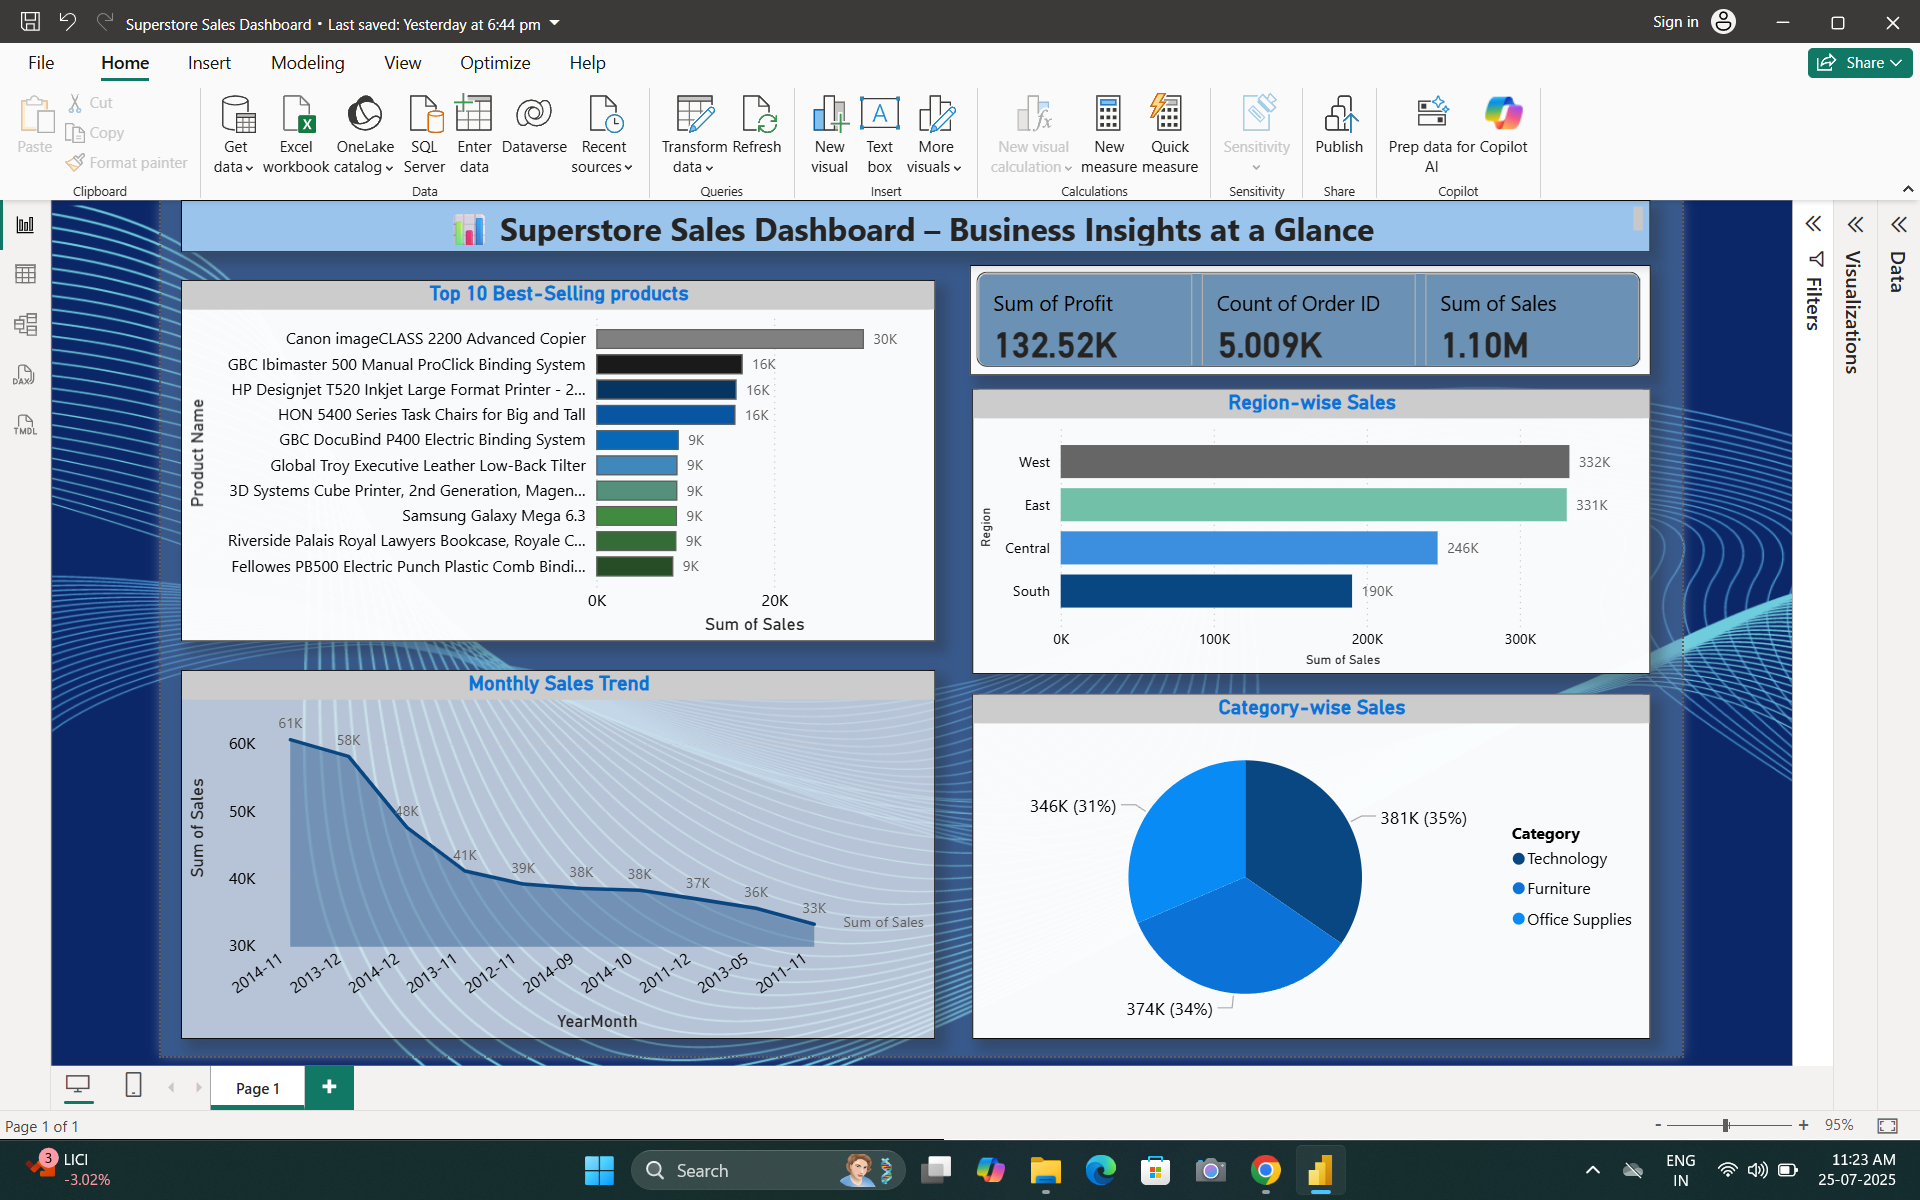 Superstore Sales Dashboard • Last saved: Yesterday at 6:44 pm
Sign in
File Home Insert Modeling View Optimize Help
Share
Paste
Cut
Copy
Format painter
Clipboard
Get data
Excel workbook
OneLake catalog
SQL Server
Enter data
Dataverse
Recent sources
Data
Transform data
Refresh
Queries
New visual
Text box
More visuals
Insert
New visual calculation
New measure
Quick measure
Calculations
Sensitivity
Sensitivity
Publish
Share
Prep data for AI
Copilot
Copilot
DAX
TMDL
Superstore Sales Dashboard – Business Insights at a Glance
Filters
Visualizations
Data
Top 10 Best-Selling products
Product Name
Canon imageCLASS 2200 Advanced Copier 30K
GBC Ibimaster 500 Manual ProClick Binding System 16K
HP Designjet T520 Inkjet Large Format Printer - 2... 16K
HON 5400 Series Task Chairs for Big and Tall 16K
GBC DocuBind P400 Electric Binding System 9K
Global Troy Executive Leather Low-Back Tilter 9K
3D Systems Cube Printer, 2nd Generation, Magen... 9K
Samsung Galaxy Mega 6.3 9K
Riverside Palais Royal Lawyers Bookcase, Royale C... 9K
Fellowes PB500 Electric Punch Plastic Comb Bindi... 9K
0K 20K
Sum of Sales
Sum of Profit
132.52K
Count of Order ID
5.009K
Sum of Sales
1.10M
Region-wise Sales
Region
West 332K
East 331K
Central 246K
South 190K
0K 100K 200K 300K
Sum of Sales
Monthly Sales Trend
Sum of Sales
60K
50K
40K
30K
61K
58K
48K
41K
39K
38K
38K
37K
36K
33K
Sum of Sales
2014-11 2013-12 2014-12 2013-11 2012-11 2014-09 2014-10 2011-12 2013-05 2011-11
YearMonth
Category-wise Sales
346K (31%)
381K (35%)
374K (34%)
Category
Technology
Furniture
Office Supplies
Page 1
+
Page 1 of 1
- + 95%
3
LICI
-3.02%
Search
ENG
IN
11:23 AM
25-07-2025